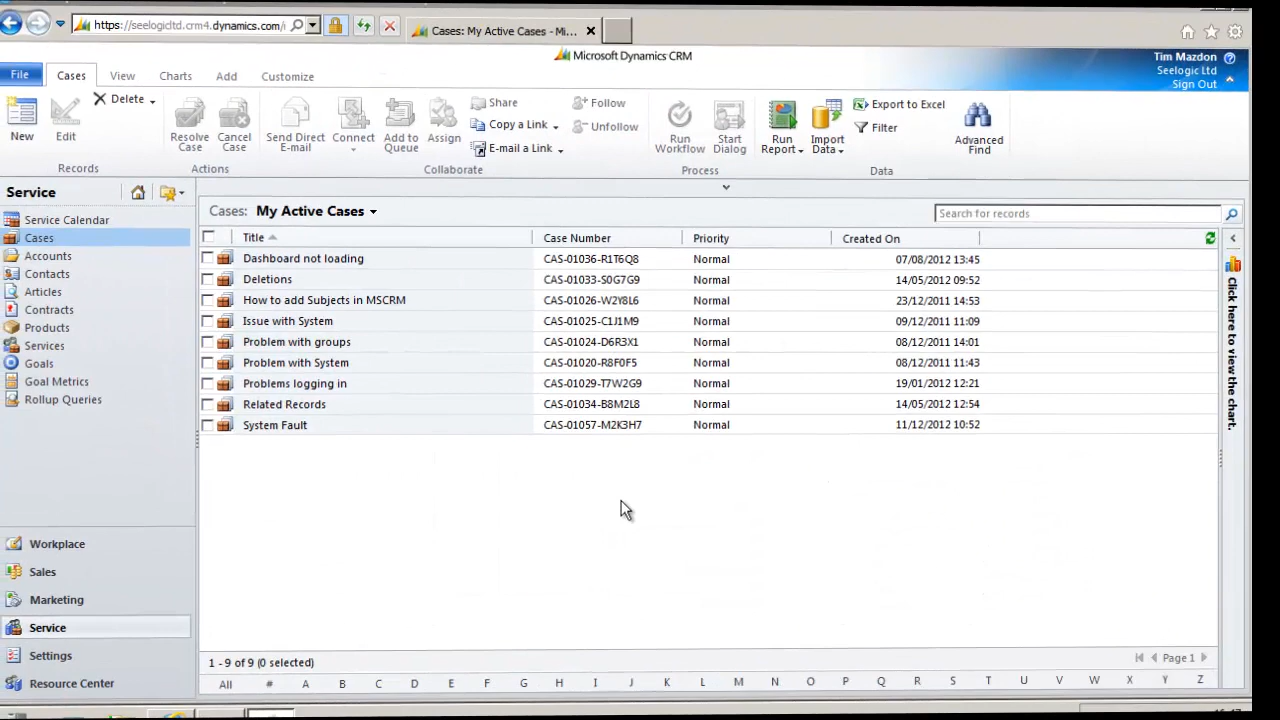 https://seelogicltd.crm4.dynamics.com/
Cases: My Active Cases - Mi...
Microsoft Dynamics CRM
Tim Mazdon
Seelogic Ltd
Sign Out
File Cases View Charts Add Customize
New
Edit
Delete
Records
Resolve Case
Cancel Case
Actions
Send Direct E-mail
Connect
Add to Queue
Assign
Share
Copy a Link
E-mail a Link
Follow
Unfollow
Collaborate
Run Workflow
Start Dialog
Process
Run Report
Import Data
Export to Excel
Filter
Advanced Find
Data
Service
Service Calendar
Cases
Accounts
Contacts
Articles
Contracts
Products
Services
Goals
Goal Metrics
Rollup Queries
Workplace
Sales
Marketing
Service
Settings
Resource Center
Cases: My Active Cases
Search for records
Title Case Number Priority Created On
Dashboard not loading CAS-01036-R1T6Q8 Normal 07/08/2012 13:45
Deletions CAS-01033-S0G7G9 Normal 14/05/2012 09:52
How to add Subjects in MSCRM CAS-01026-W2Y8L6 Normal 23/12/2011 14:53
Issue with System CAS-01025-C1J1M9 Normal 09/12/2011 11:09
Problem with groups CAS-01024-D6R3X1 Normal 08/12/2011 14:01
Problem with System CAS-01020-R8F0F5 Normal 08/12/2011 11:43
Problems logging in CAS-01029-T7W2G9 Normal 19/01/2012 12:21
Related Records CAS-01034-B8M2L8 Normal 14/05/2012 12:54
System Fault CAS-01057-M2K3H7 Normal 11/12/2012 10:52
Click here to view the chart.
1 - 9 of 9 (0 selected)
Page 1
All # A B C D E F G H I J K L M N O P Q R S T U V W X Y Z